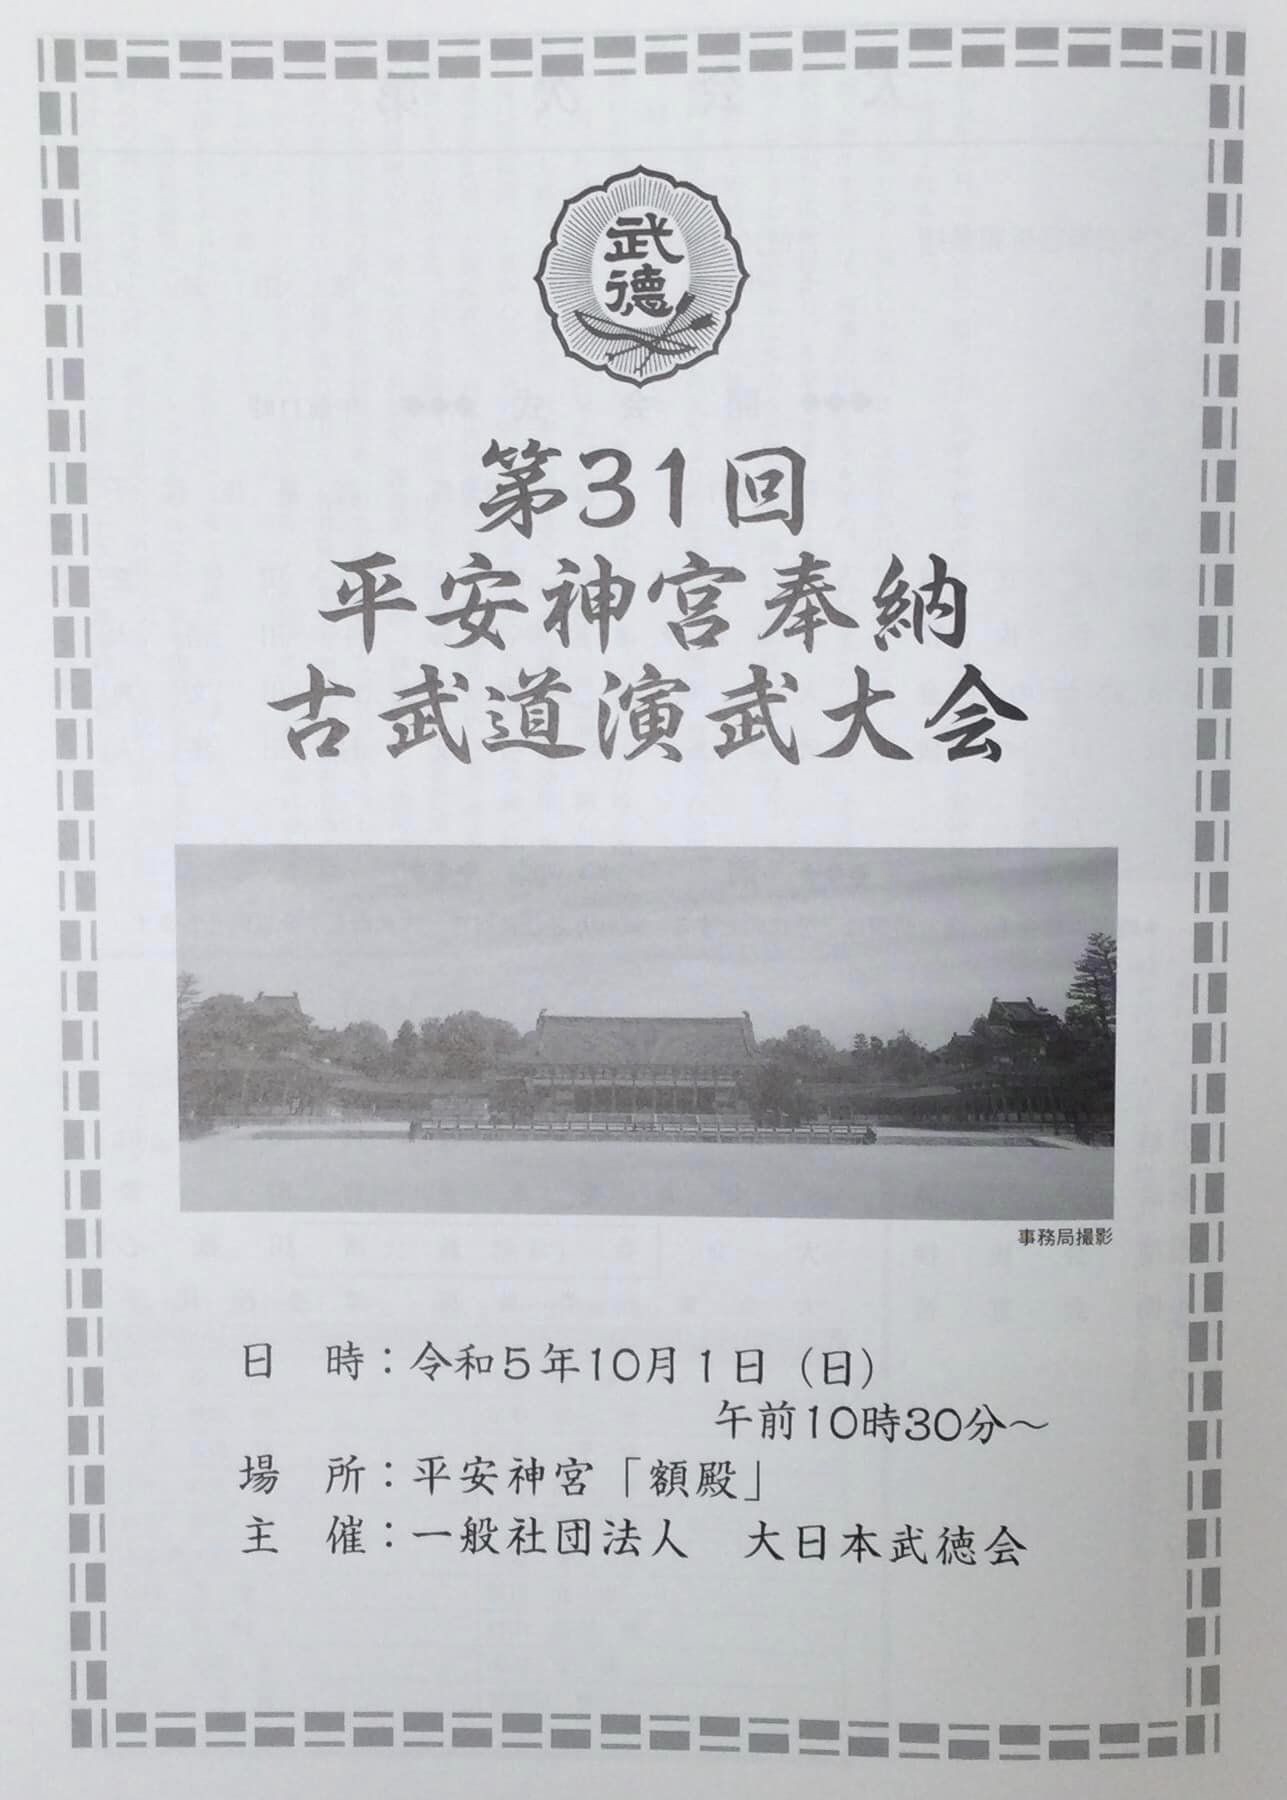 武徳
第31回
平安神宮奉納
古武道演武大会
事務局撮影
日　時：令和５年10月１日（日）
午前10時30分～
場　所：平安神宮「額殿」
主　催：一般社団法人　大日本武徳会